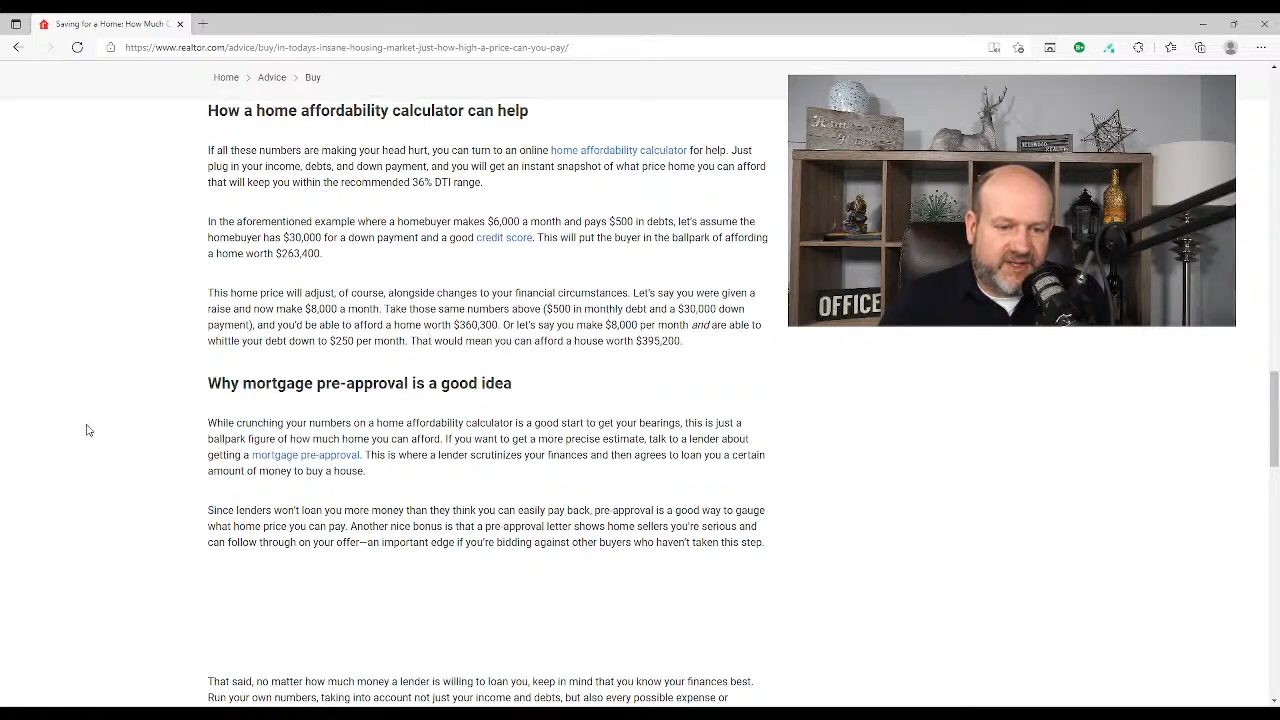 Saving for a Home: How Much
https://www.realtor.com/advice/buy/in-todays-insane-housing-market-just-how-high-a-price-can-you-pay/
Home > Advice > Buy
How a home affordability calculator can help
If all these numbers are making your head hurt, you can turn to an online home affordability calculator for help. Just
plug in your income, debts, and down payment, and you will get an instant snapshot of what price home you can afford
that will keep you within the recommended 36% DTI range.
In the aforementioned example where a homebuyer makes $6,000 a month and pays $500 in debts, let's assume the
homebuyer has $30,000 for a down payment and a good credit score. This will put the buyer in the ballpark of affording
a home worth $263,400.
This home price will adjust, of course, alongside changes to your financial circumstances. Let's say you were given a
raise and now make $8,000 a month. Take those same numbers above ($500 in monthly debt and a $30,000 down
payment), and you'd be able to afford a home worth $360,300. Or let's say you make $8,000 per month and are able to
whittle your debt down to $250 per month. That would mean you can afford a house worth $395,200.
Why mortgage pre-approval is a good idea
While crunching your numbers on a home affordability calculator is a good start to get your bearings, this is just a
ballpark figure of how much home you can afford. If you want to get a more precise estimate, talk to a lender about
getting a mortgage pre-approval. This is where a lender scrutinizes your finances and then agrees to loan you a certain
amount of money to buy a house.
Since lenders won't loan you more money than they think you can easily pay back, pre-approval is a good way to gauge
what home price you can pay. Another nice bonus is that a pre-approval letter shows home sellers you're serious and
can follow through on your offer—an important edge if you're bidding against other buyers who haven't taken this step.
That said, no matter how much money a lender is willing to loan you, keep in mind that you know your finances best.
Run your own numbers, taking into account not just your income and debts, but also every possible expense or
OFFICE